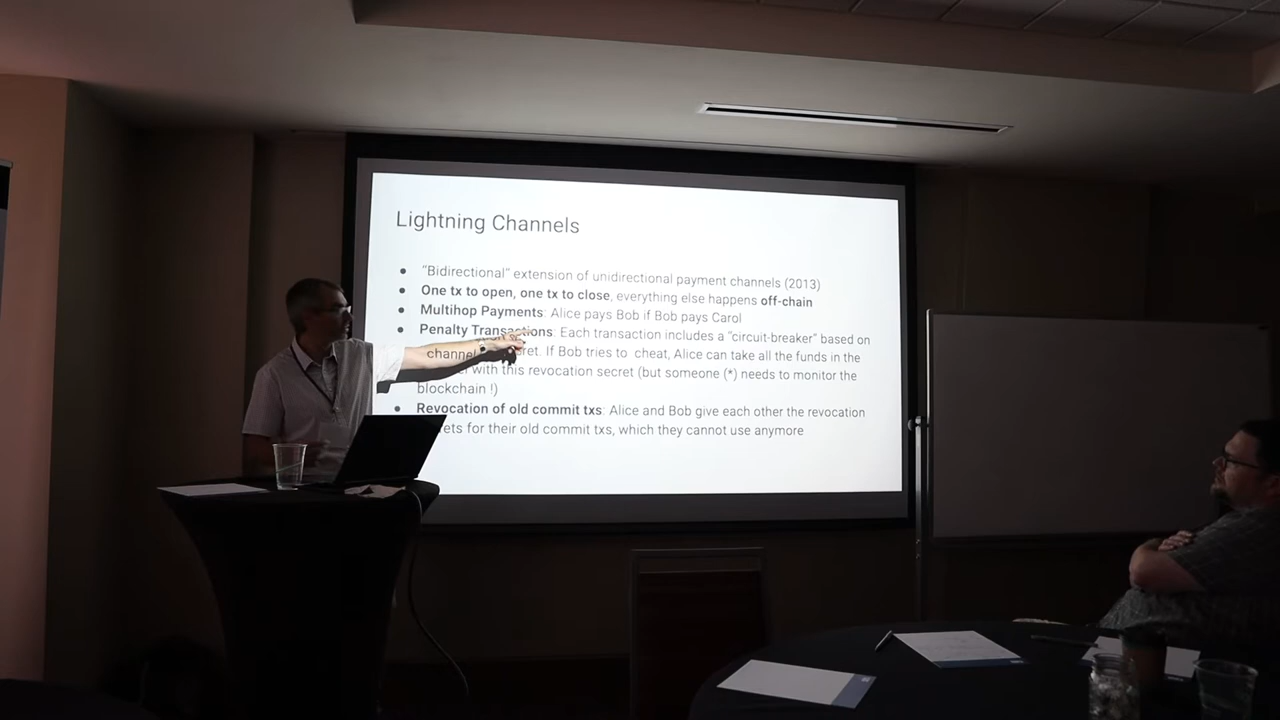 Lightning Channels
● "Bidirectional" extension of unidirectional payment channels (2013)
● One tx to open, one tx to close, everything else happens off-chain
● Multihop Payments: Alice pays Bob if Bob pays Carol
● Penalty Transactions: Each transaction includes a "circuit-breaker" based on
channel ret. If Bob tries to cheat, Alice can take all the funds in the
with this revocation secret (but someone (*) needs to monitor the
blockchain !)
● Revocation of old commit txs: Alice and Bob give each other the revocation
rets for their old commit txs, which they cannot use anymore